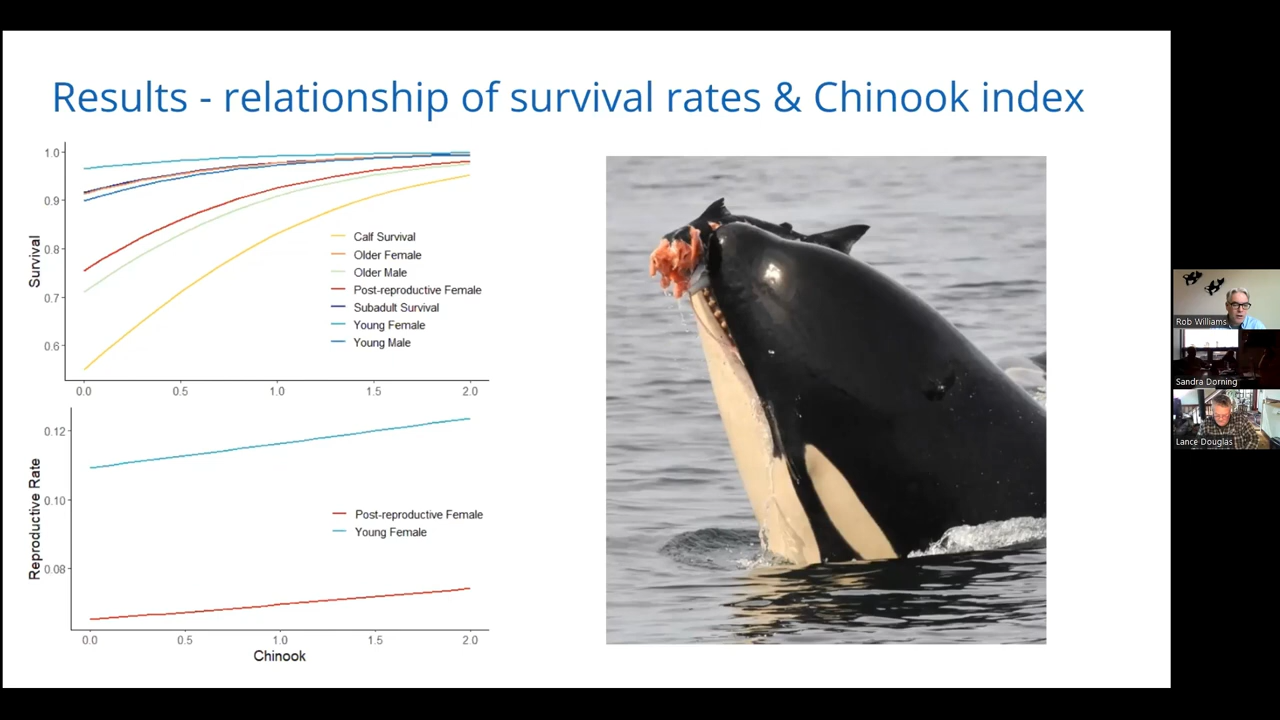 Results - relationship of survival rates & Chinook index
1.0
0.9
0.8
0.7
0.6
Survival
Calf Survival
Older Female
Older Male
Post-reproductive Female
Subadult Survival
Young Female
Young Male
0.0 0.5 1.0 1.5 2.0
0.12
0.10
0.08
Reproductive Rate
Post-reproductive Female
Young Female
0.0 0.5 1.0 1.5 2.0
Chinook
Rob Williams
Sandra Dorning
Lance Douglas